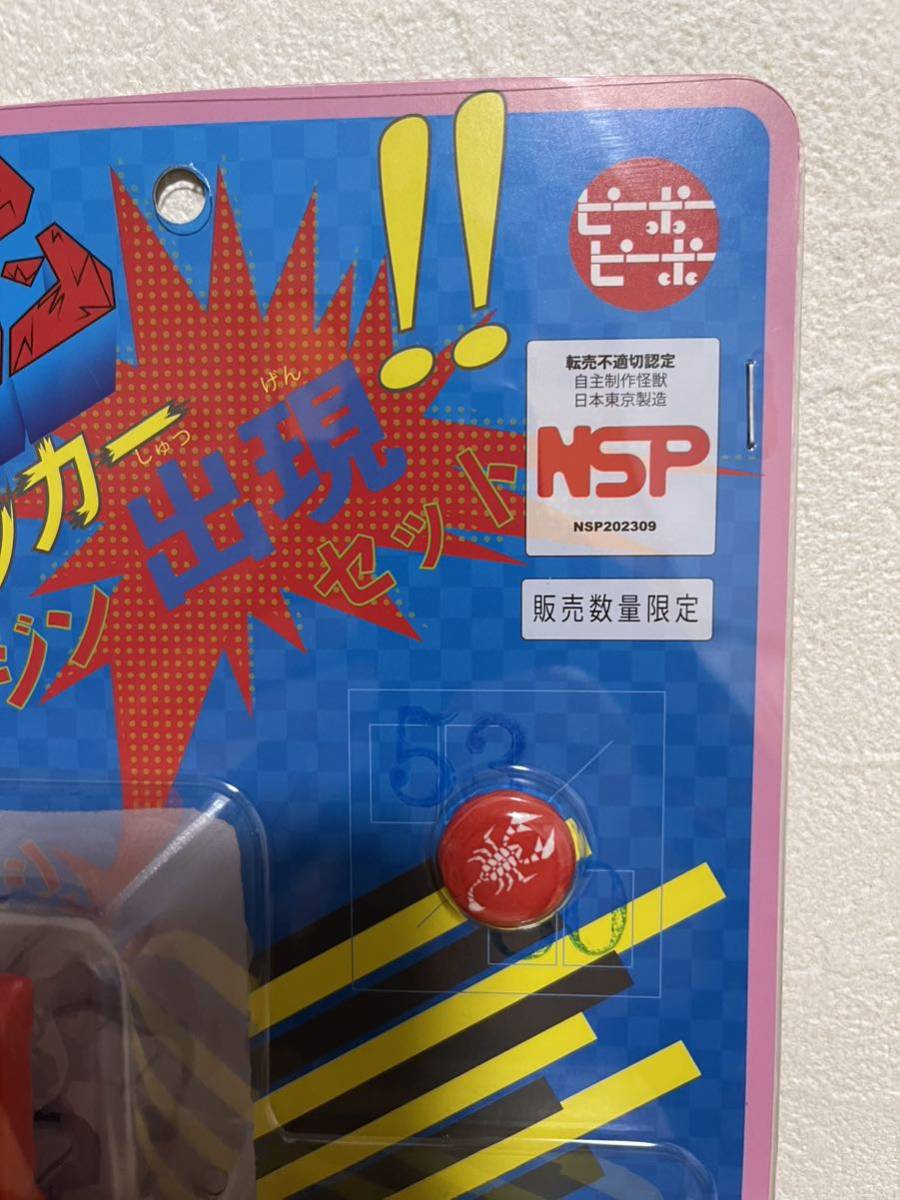 !!
ピーポー
ピーポー
転売不適切認定
自主制作怪獣
日本東京製造
NSP
NSP202309
販売数量限定
ッカー
しゅつ げん
ジン出現セット
53
0